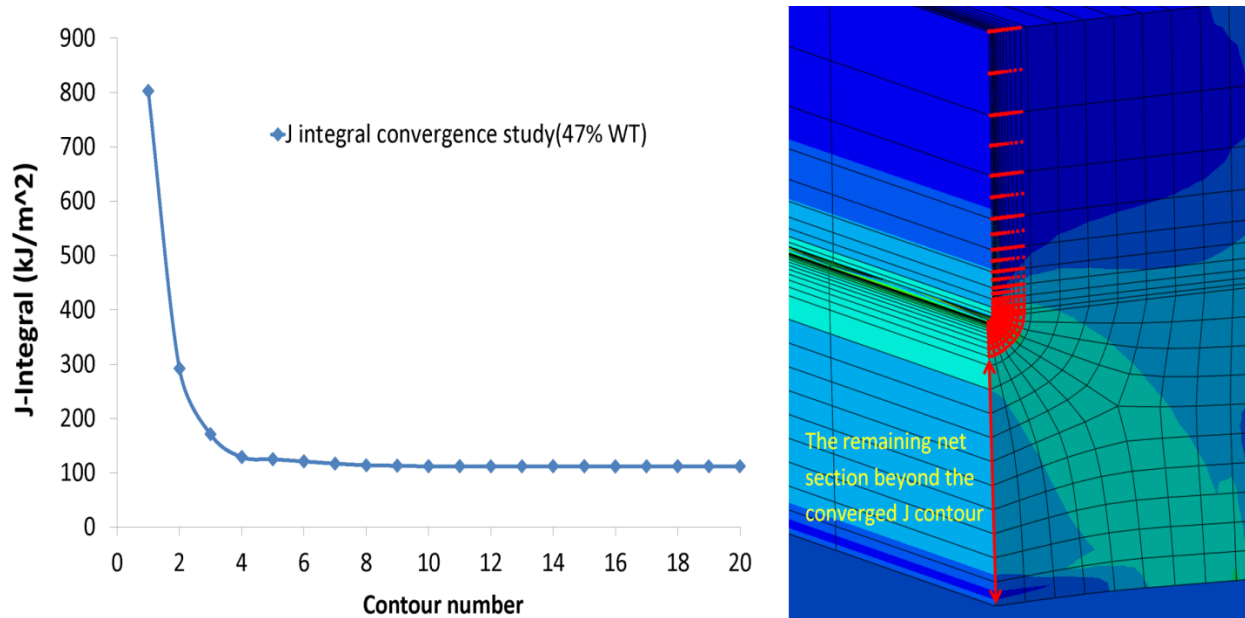 900
800
700
600
500
400
300
200
100
0
J-Integral (kJ/m^2)
J integral convergence study(47% WT)
0 2 4 6 8 10 12 14 16 18 20
Contour number
The remaining net
section beyond the
converged J contour